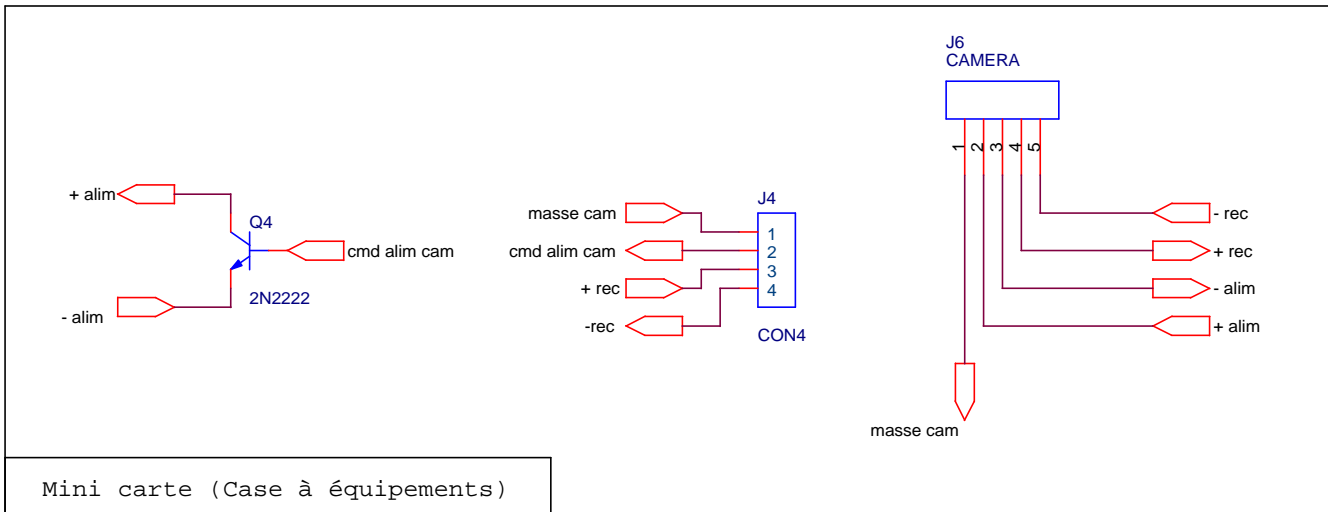 J6
CAMERA
1
2
3
4
5
+ alim
Q4
cmd alim cam
2N2222
- alim
J4
masse cam
1
cmd alim cam
2
+ rec
3
-rec
4
CON4
- rec
+ rec
- alim
+ alim
masse cam
Mini carte (Case à équipements)